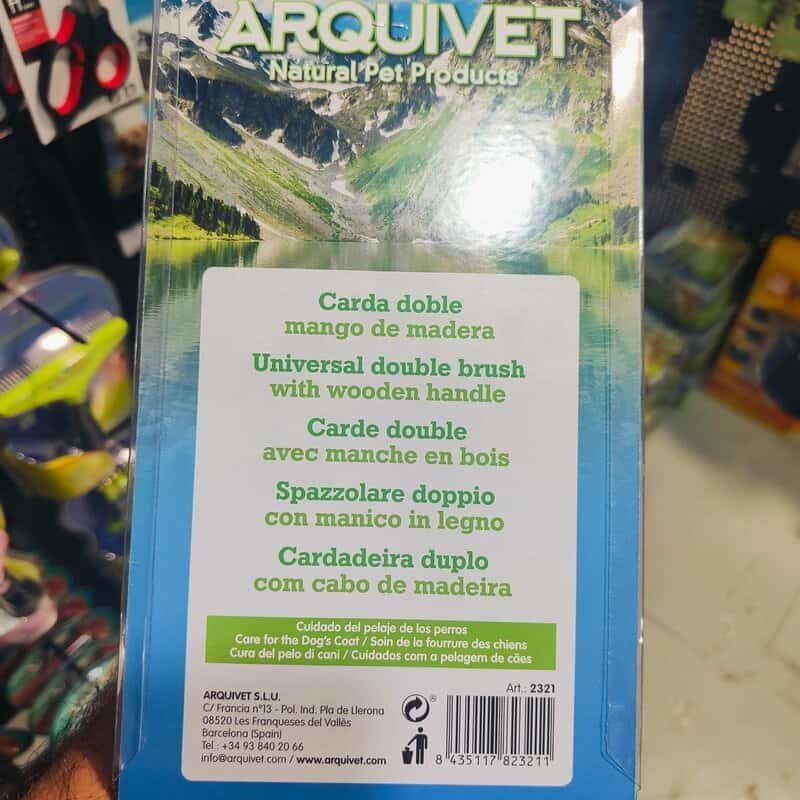 ARQUIVET
Natural Pet Products
Carda doble
mango de madera
Universal double brush
with wooden handle
Carde double
avec manche en bois
Spazzolare doppio
con manico in legno
Cardadeira duplo
com cabo de madeira
Cuidado del pelaje de los perros
Care for the Dog's Coat / Soin de la fourrure des chiens
Cura del pelo di cani / Cuidados com a pelagem de cães
Art.: 2321
ARQUIVET S.L.U.
C/ Francia nº13 - Pol. Ind. Pla de Llerona
08520 Les Franqueses del Vallès
Barcelona (Spain)
Tel.: +34 93 840 20 66
info@arquivet.com / www.arquivet.com
8 435117 823211